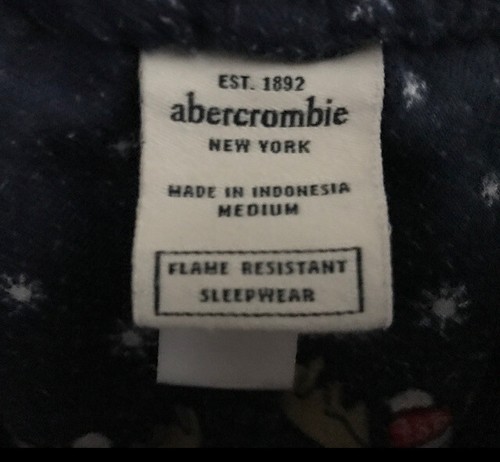 EST. 1892
abercrombie
NEW YORK
MADE IN INDONESIA
MEDIUM
FLAME RESISTANT
SLEEPWEAR